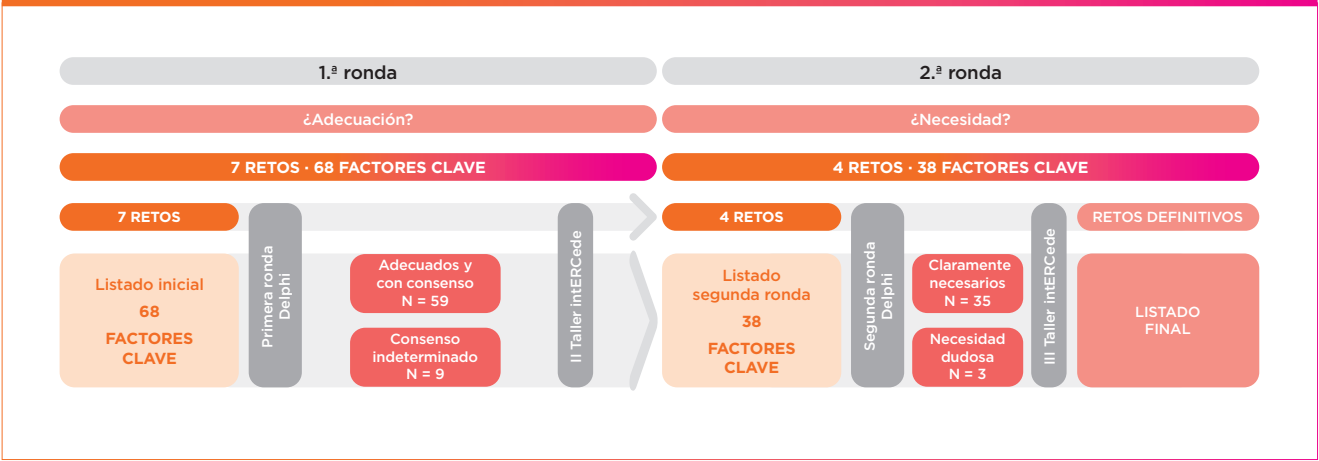 1.ª ronda
¿Adecuación?
7 RETOS · 68 FACTORES CLAVE
7 RETOS
Listado inicial
68
FACTORES
CLAVE
Primera ronda
Delphi
Adecuados y
con consenso
N = 59
Consenso
indeterminado
N = 9
II Taller intERCede
2.ª ronda
¿Necesidad?
4 RETOS · 38 FACTORES CLAVE
4 RETOS
Listado
segunda ronda
38
FACTORES
CLAVE
Segunda ronda
Delphi
Claramente
necesarios
N = 35
Necesidad
dudosa
N = 3
III Taller intERCede
RETOS DEFINITIVOS
LISTADO
FINAL